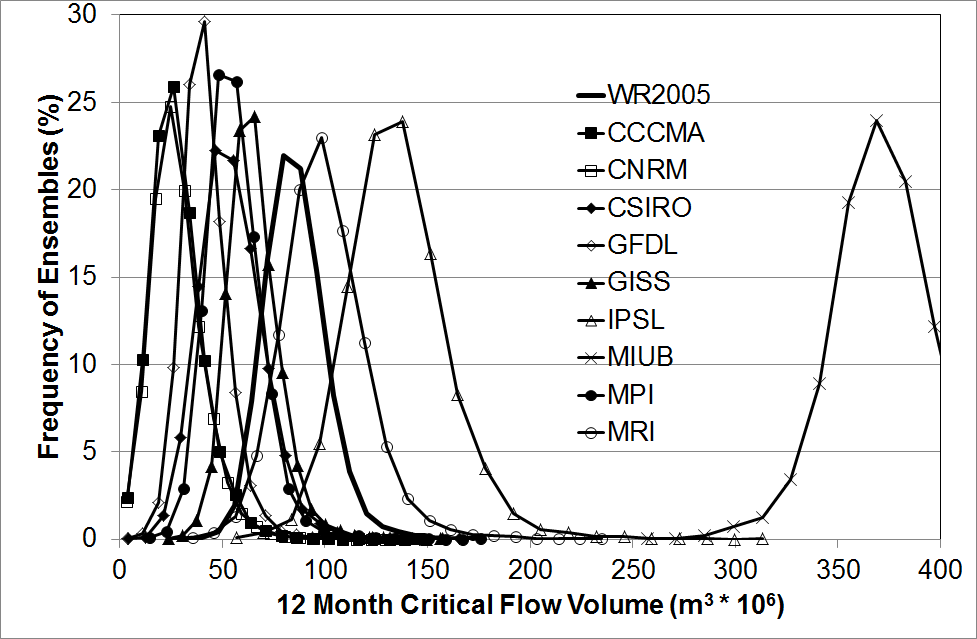 30
25
20
15
10
5
0
Frequency of Ensembles (%)
WR2005
CCCMA
CNRM
CSIRO
GFDL
GISS
IPSL
MIUB
MPI
MRI
0 50 100 150 200 250 300 350 400
12 Month Critical Flow Volume (m³ * 10⁶)